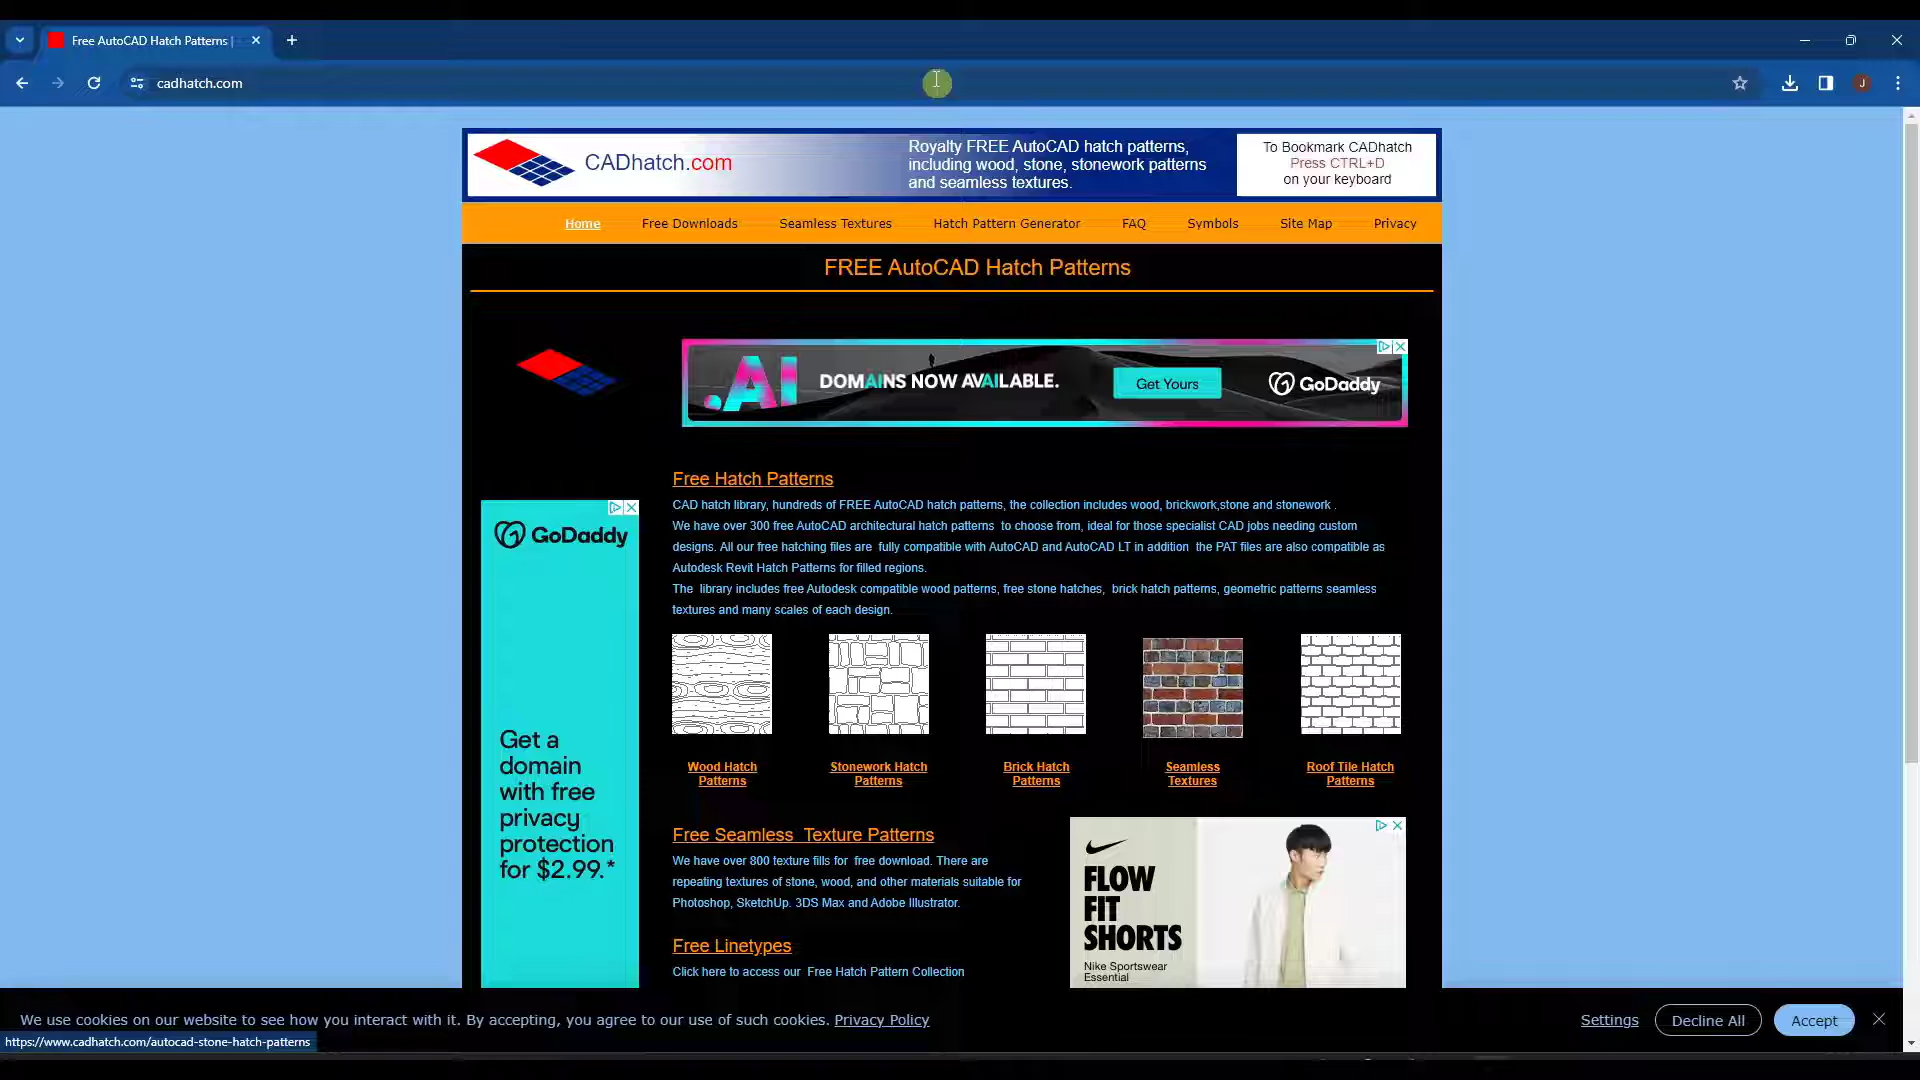 Free AutoCAD Hatch Patterns |
cadhatch.com
J
CADhatch.com
Royalty FREE AutoCAD hatch patterns,
including wood, stone, stonework patterns
and seamless textures.
To Bookmark CADhatch
Press CTRL+D
on your keyboard
Home Free Downloads Seamless Textures Hatch Pattern Generator FAQ Symbols Site Map Privacy
FREE AutoCAD Hatch Patterns
.AI DOMAINS NOW AVAILABLE. Get Yours GoDaddy
Free Hatch Patterns
CAD hatch library, hundreds of FREE AutoCAD hatch patterns, the collection includes wood, brickwork,stone and stonework .
We have over 300 free AutoCAD architectural hatch patterns to choose from, ideal for those specialist CAD jobs needing custom
designs. All our free hatching files are fully compatible with AutoCAD and AutoCAD LT in addition the PAT files are also compatible as
Autodesk Revit Hatch Patterns for filled regions.
The library includes free Autodesk compatible wood patterns, free stone hatches, brick hatch patterns, geometric patterns seamless
textures and many scales of each design.
GoDaddy
Get a
domain
with free
privacy
protection
for $2.99.*
Wood Hatch
Patterns
Stonework Hatch
Patterns
Brick Hatch
Patterns
Seamless
Textures
Roof Tile Hatch
Patterns
Free Seamless Texture Patterns
We have over 800 texture fills for free download. There are
repeating textures of stone, wood, and other materials suitable for
Photoshop, SketchUp. 3DS Max and Adobe Illustrator.
Free Linetypes
Click here to access our Free Hatch Pattern Collection
FLOW
FIT
SHORTS
Nike Sportswear
Essential
We use cookies on our website to see how you interact with it. By accepting, you agree to our use of such cookies. Privacy Policy
Settings Decline All Accept
https://www.cadhatch.com/autocad-stone-hatch-patterns